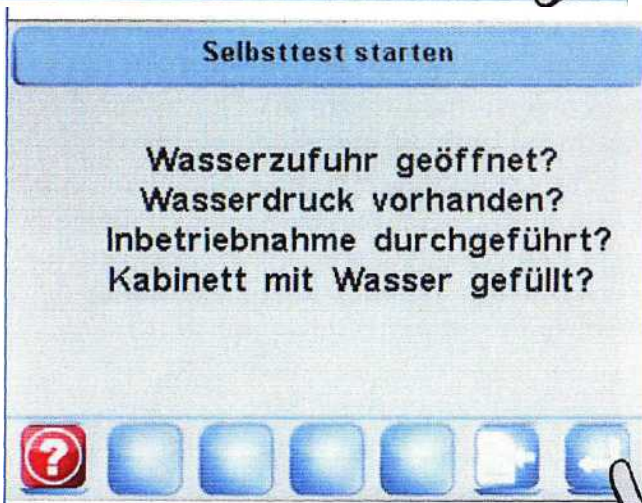 Selbsttest starten
Wasserzufuhr geöffnet?
Wasserdruck vorhanden?
Inbetriebnahme durchgeführt?
Kabinett mit Wasser gefüllt?
?